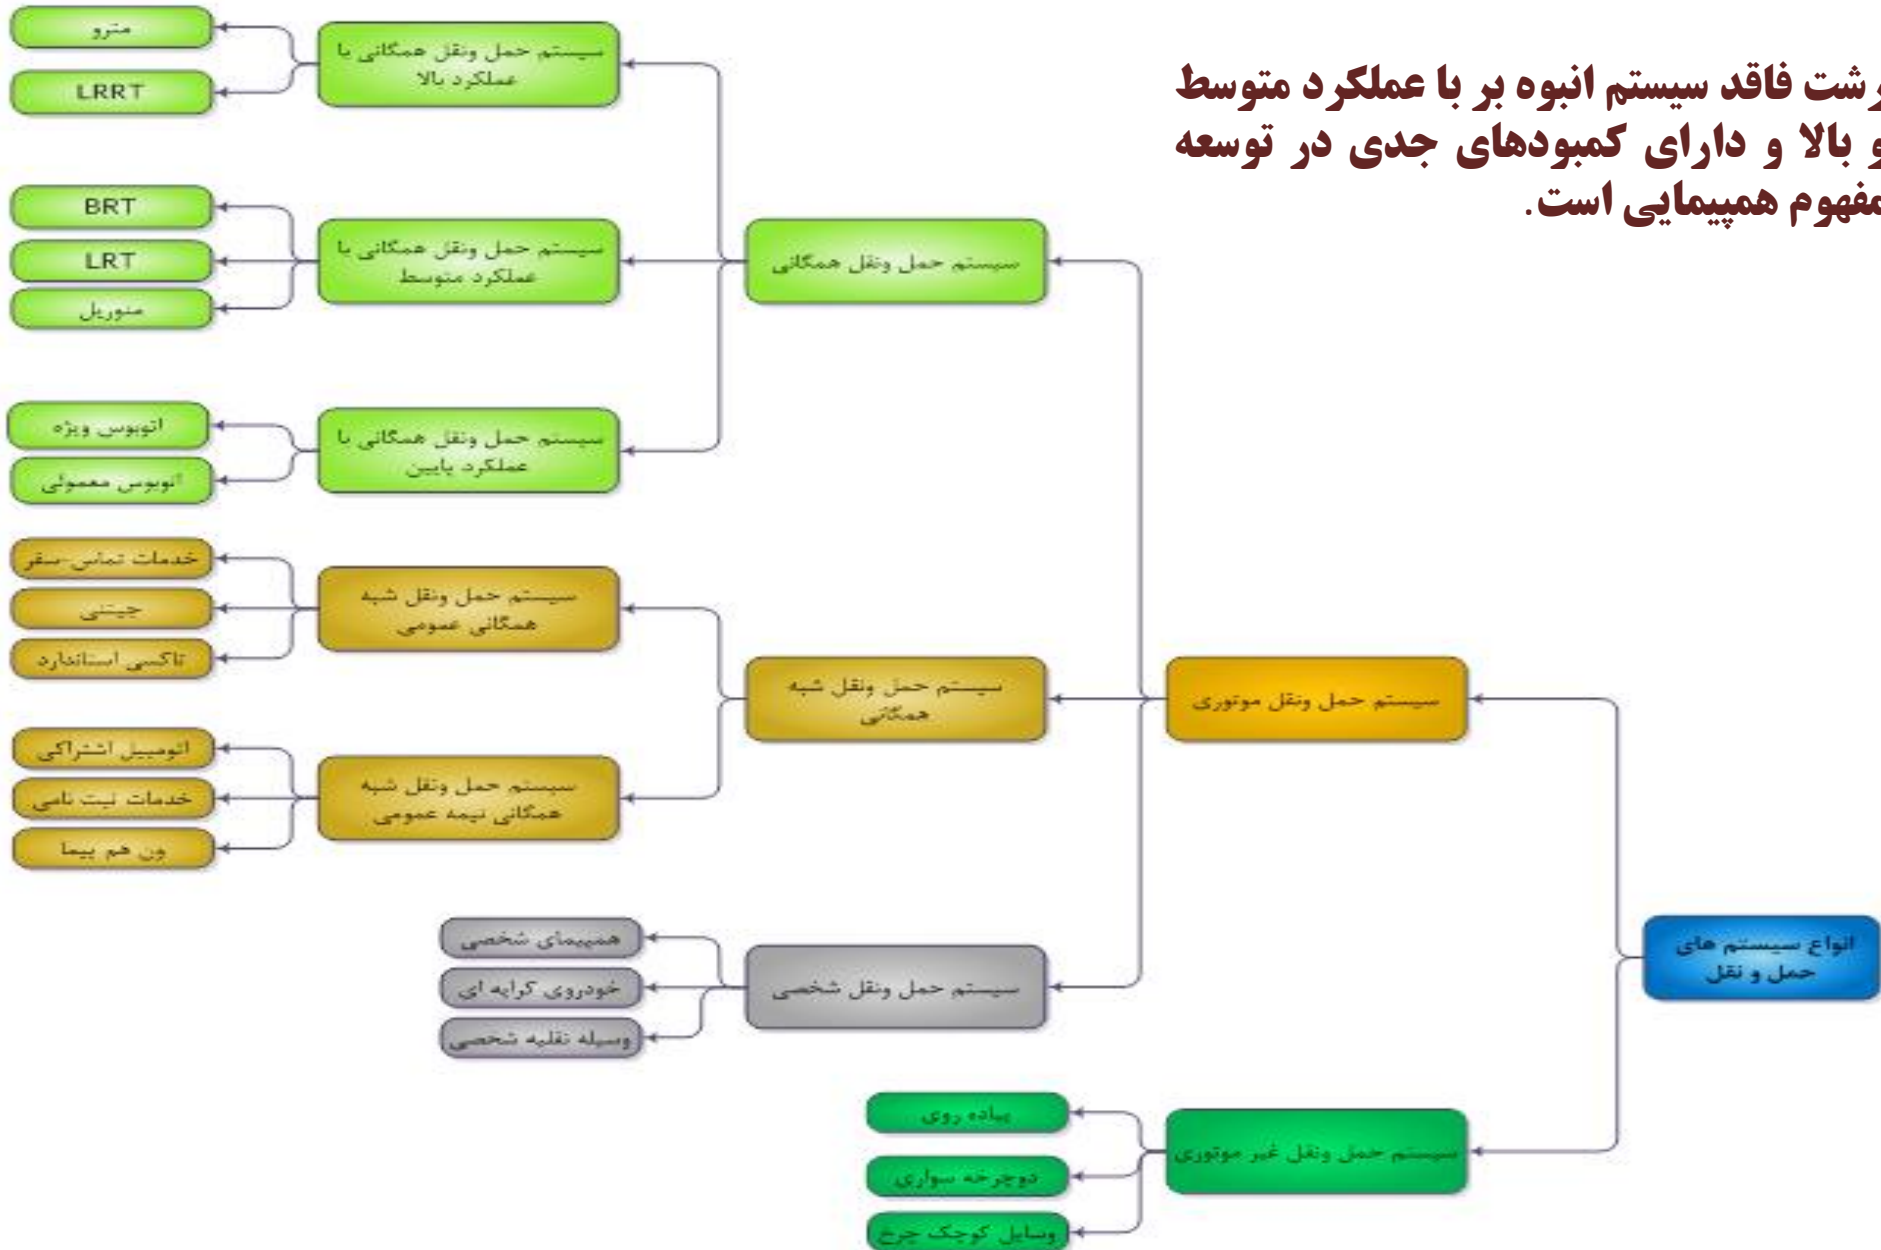 رشت فاقد سیستم انبوه بر با عملکرد متوسط
و بالا و دارای کمبودهای جدی در توسعه
مفهوم همپیمایی است.
انواع سیستم های
حمل و نقل
سیستم حمل ونقل موتوری
سیستم حمل ونقل همگانی
سیستم حمل ونقل همگانی با
عملکرد بالا
مترو
LRRT
سیستم حمل ونقل همگانی با
عملکرد متوسط
BRT
LRT
منوریل
سیستم حمل ونقل همگانی با
عملکرد پایین
اتوبوس ویژه
اتوبوس معمولی
سیستم حمل ونقل شبه
همگانی
سیستم حمل ونقل شبه
همگانی عمومی
خدمات تماس-سفر
جیتنی
تاکسی استاندارد
سیستم حمل ونقل شبه
همگانی نیمه عمومی
اتومبیل اشتراکی
خدمات ثبت نامی
ون هم پیما
سیستم حمل ونقل شخصی
همپیمای شخصی
خودروی کرایه ای
وسیله نقلیه شخصی
سیستم حمل ونقل غیر موتوری
پیاده روی
دوچرخه سواری
وسایل کوچک چرخ